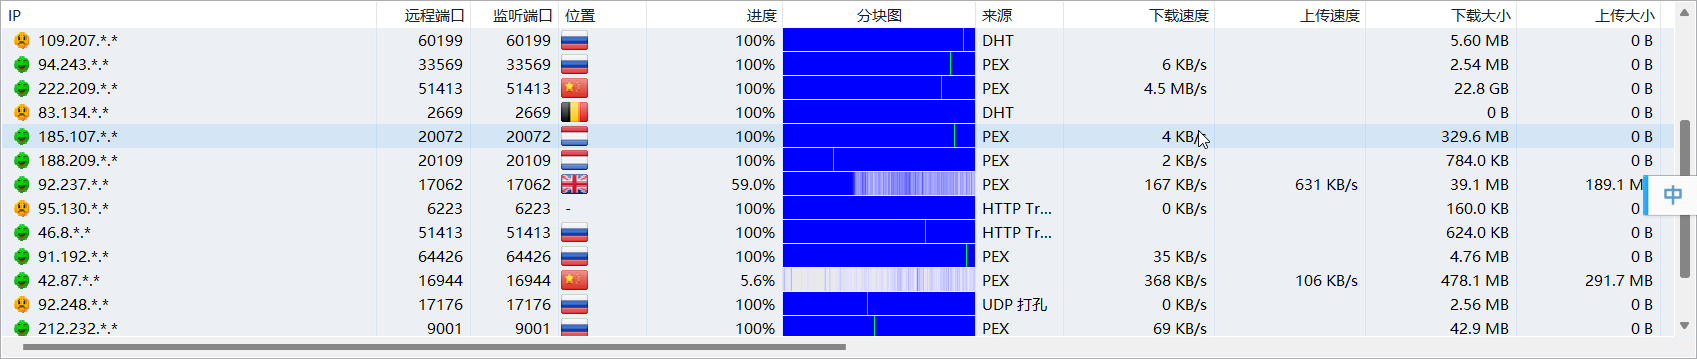 IP 远程端口 监听端口 位置 进度 分块图 来源 下载速度 上传速度 下载大小 上传大小
109.207.*.* 60199 60199 100% DHT 5.60 MB 0 B
94.243.*.* 33569 33569 100% PEX 6 KB/s 2.54 MB 0 B
222.209.*.* 51413 51413 100% PEX 4.5 MB/s 22.8 GB 0 B
83.134.*.* 2669 2669 100% DHT 0 B 0 B
185.107.*.* 20072 20072 100% PEX 4 KB/s 329.6 MB 0 B
188.209.*.* 20109 20109 100% PEX 2 KB/s 784.0 KB 0 B
92.237.*.* 17062 17062 59.0% PEX 167 KB/s 631 KB/s 39.1 MB 189.1 M
中
95.130.*.* 6223 6223 - 100% HTTP Tr... 0 KB/s 160.0 KB 0
46.8.*.* 51413 51413 100% HTTP Tr... 624.0 KB 0 B
91.192.*.* 64426 64426 100% PEX 35 KB/s 4.76 MB 0 B
42.87.*.* 16944 16944 5.6% PEX 368 KB/s 106 KB/s 478.1 MB 291.7 MB
92.248.*.* 17176 17176 100% UDP 打孔 0 KB/s 2.56 MB 0 B
212.232.*.* 9001 9001 100% PEX 69 KB/s 42.9 MB 0 B